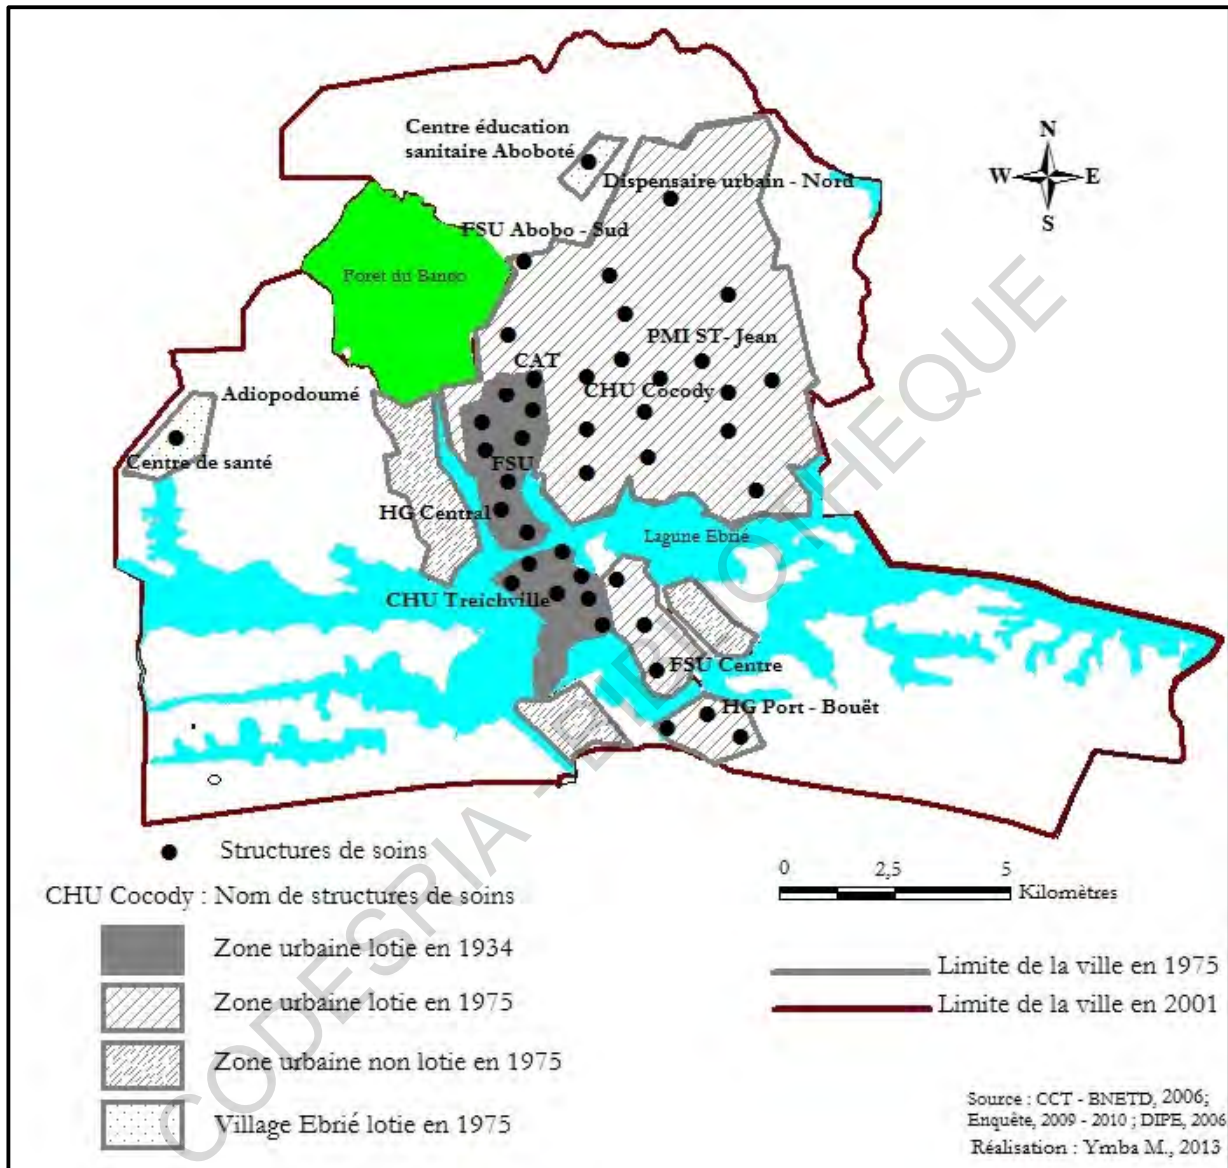 Centre éducation
sanitaire Aboboté
N
W E
S
Dispensaire urbain - Nord
FSU Abobo - Sud
Forêt du Banco
PMI ST- Jean
CAT
CHU Cocody
Adiopodoumé
Centre de santé
FSU
HG Central
Lagune Ebrié
CHU Treichville
FSU Centre
HG Port - Bouët
CODESRIA - BIBLIOTHEQUE
Structures de soins
CHU Cocody : Nom de structures de soins
Zone urbaine lotie en 1934
Zone urbaine lotie en 1975
Zone urbaine non lotie en 1975
Village Ebrié lotie en 1975
0 2,5 5
Kilomètres
Limite de la ville en 1975
Limite de la ville en 2001
Source : CCT - BNETD, 2006;
Enquête, 2009 - 2010 ; DIPE, 2006
Réalisation : Ymba M., 2013